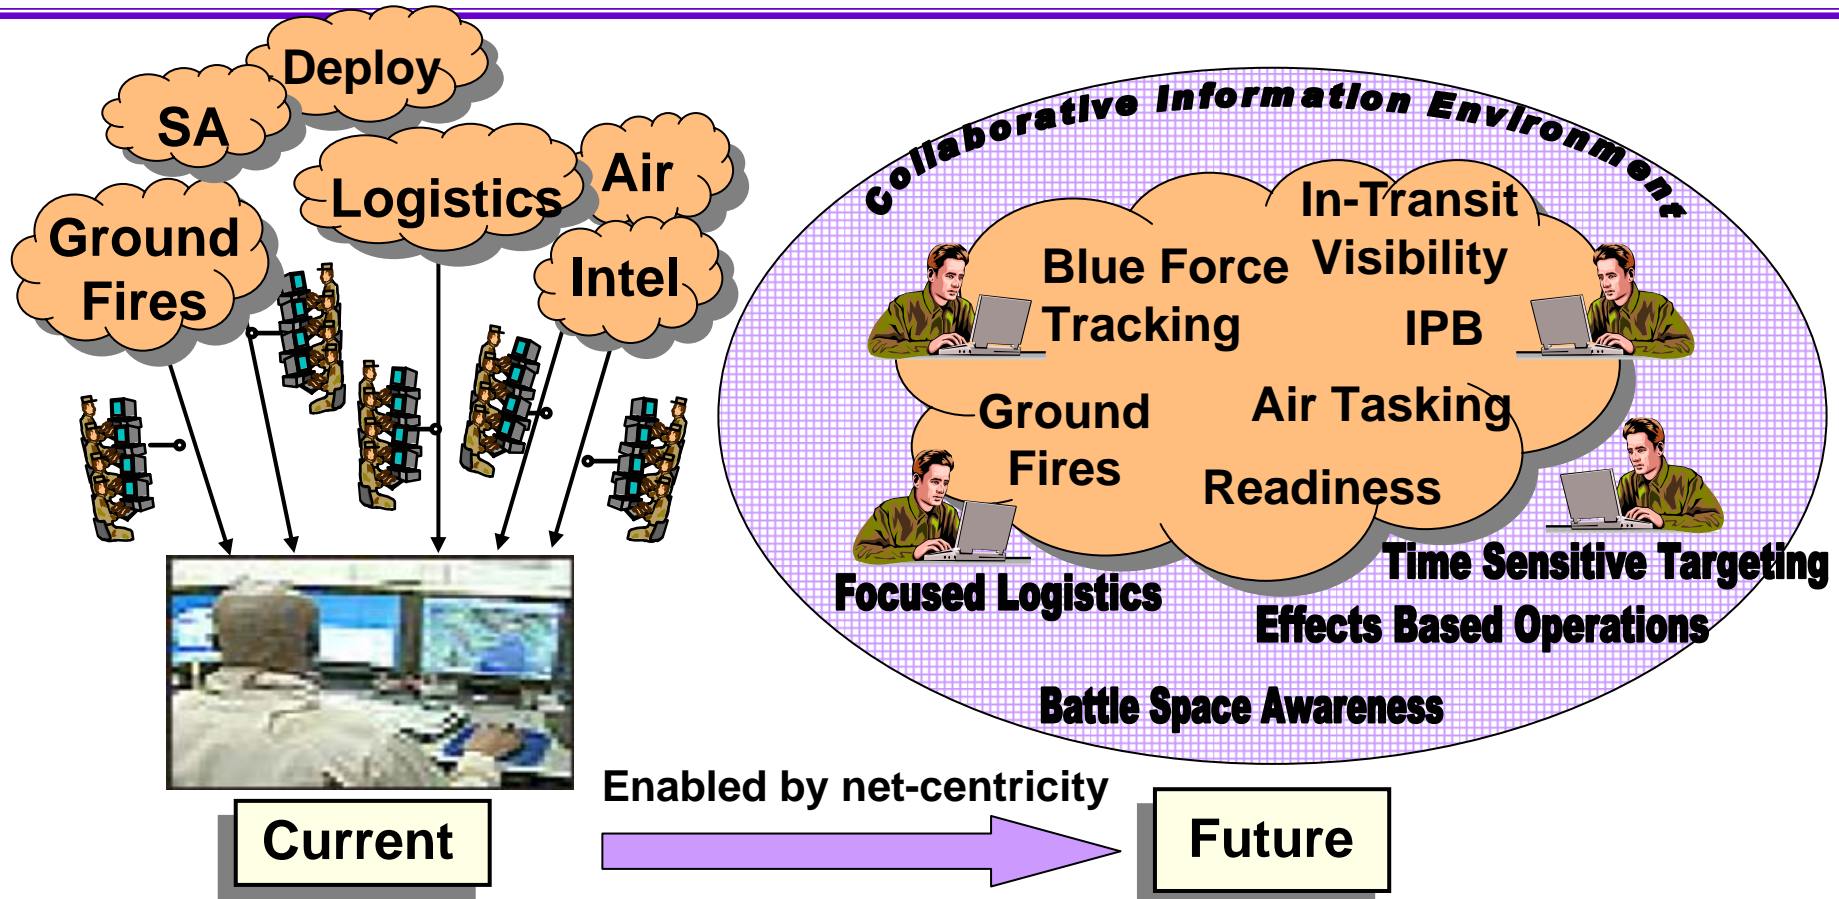 Deploy
SA
Logistics
Air
Ground
Fires
Intel
Collaborative Information Environment
In-Transit
Visibility
Blue Force
Tracking
IPB
Ground
Fires
Air Tasking
Readiness
Time Sensitive Targeting
Focused Logistics
Effects Based Operations
Battle Space Awareness
Enabled by net-centricity
Current
Future